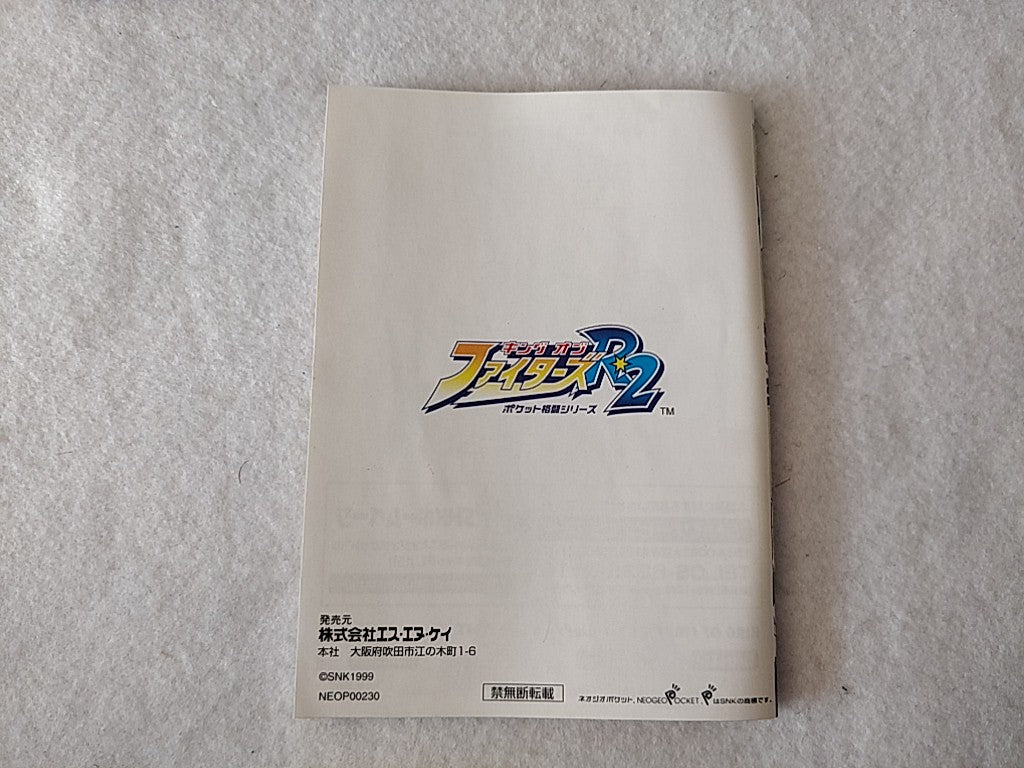 キング オブ
ファイターズR・2
ポケット格闘シリーズ
TM
発売元
株式会社エス・エヌ・ケイ
本社 大阪府吹田市江の木町1-6
©SNK1999
NEOP00230
禁無断転載
ネオジオポケット、NEOGEO POCKET、PはSNKの商標です。